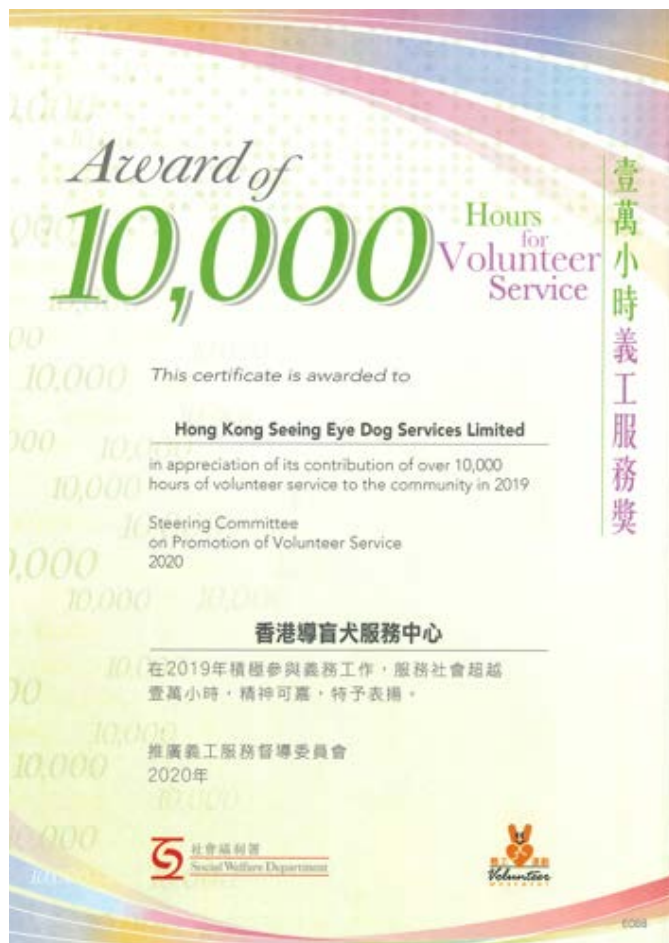 Award of
10,000
Hours
for
Volunteer
Service
壹萬小時義工服務獎
This certificate is awarded to
Hong Kong Seeing Eye Dog Services Limited
in appreciation of its contribution of over 10,000
hours of volunteer service to the community in 2019
Steering Committee
on Promotion of Volunteer Service
2020
香港導盲犬服務中心
在2019年積極參與義務工作，服務社會超越
壹萬小時，精神可嘉，特予表揚。
推廣義工服務督導委員會
2020年
社會福利署
Social Welfare Department
義工運動
Volunteer
MOVEMENT